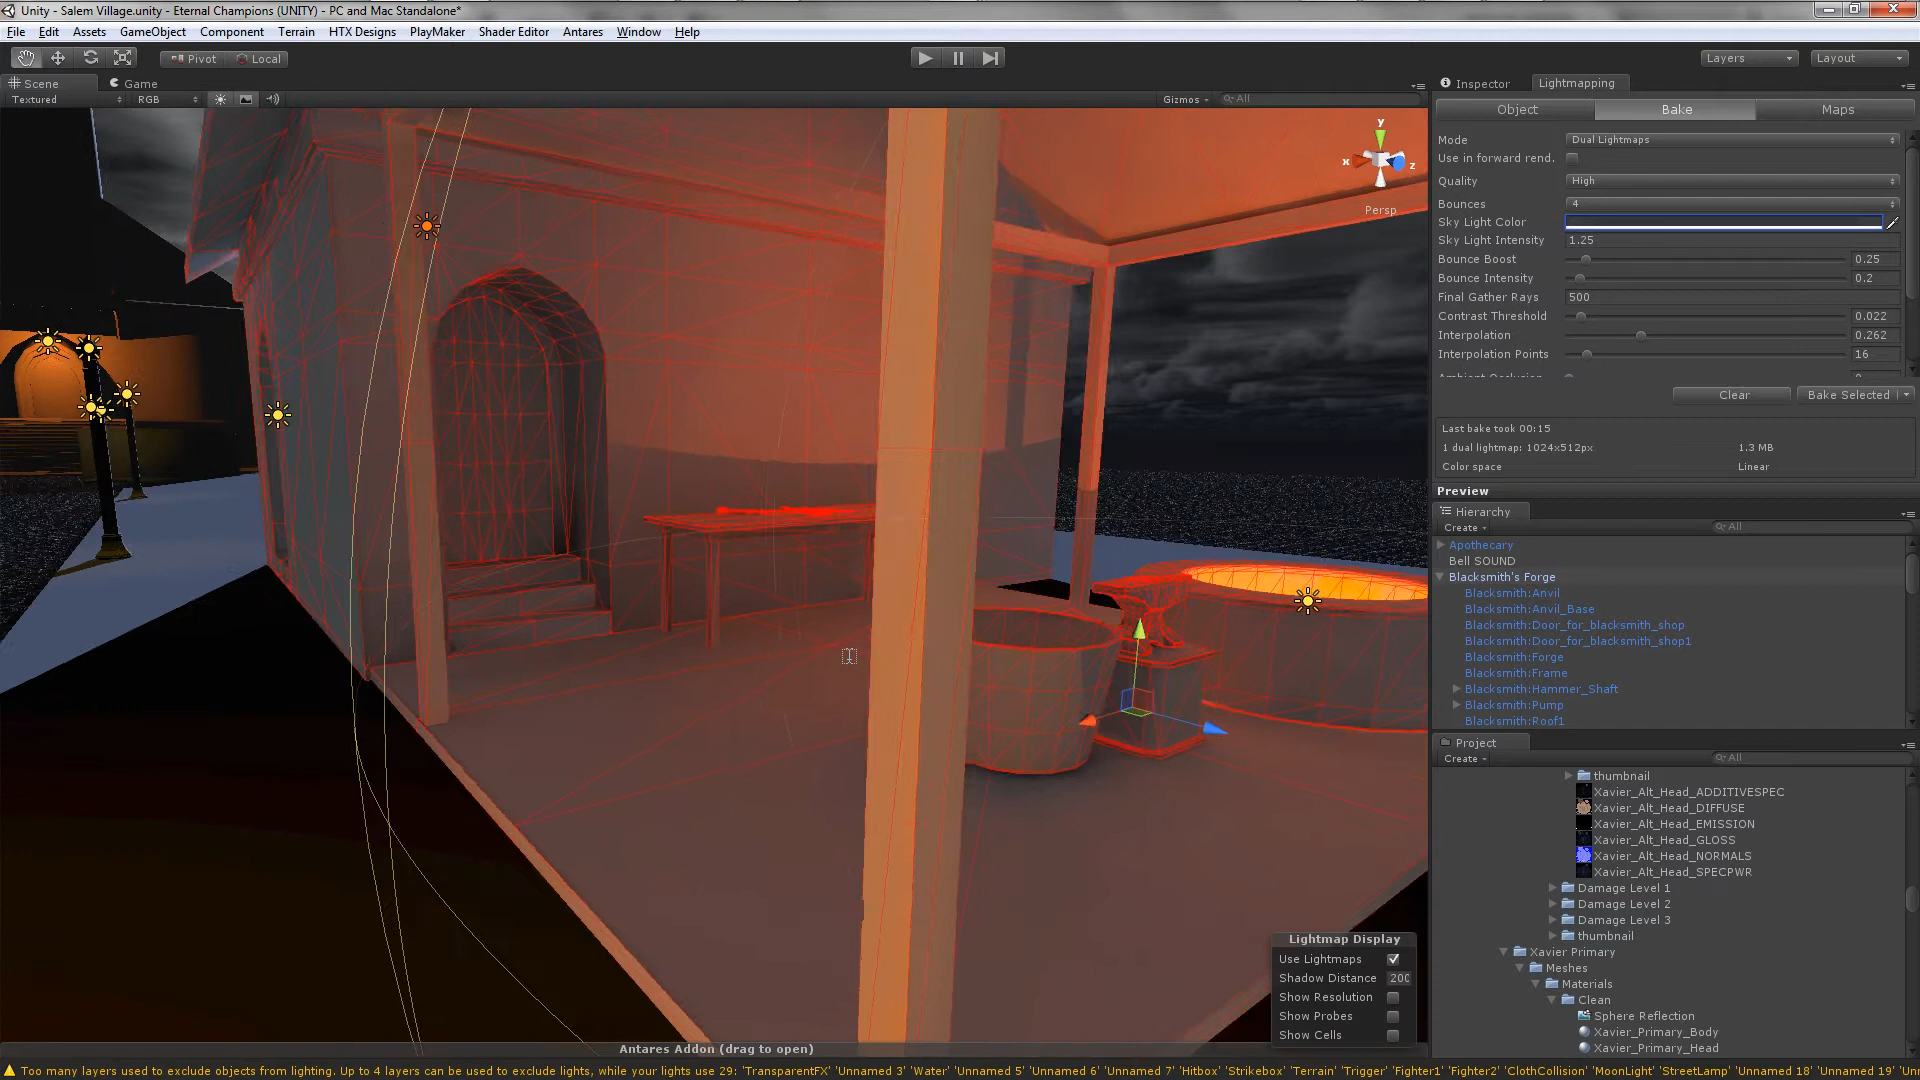 Unity - Salem Village.unity - Eternal Champions (UNITY) - PC and Mac Standalone*
File Edit Assets GameObject Component Terrain HTX Designs PlayMaker Shader Editor Antares Window Help
Pivot Local Layers Layout
Scene Game
Textured RGB Gizmos All
y
x
z
Persp
Inspector Lightmapping
Object Bake Maps
Mode Dual Lightmaps
Use in forward rend.
Quality High
Bounces 4
Sky Light Color
Sky Light Intensity 1.25
Bounce Boost 0.25
Bounce Intensity 0.2
Final Gather Rays 500
Contrast Threshold 0.022
Interpolation 0.262
Interpolation Points 16
Ambient Occlusion 0
Clear Bake Selected
Last bake took 00:15
1 dual lightmap: 1024x512px 1.3 MB
Color space Linear
Preview
Hierarchy
Create All
Apothecary
Bell SOUND
Blacksmith's Forge
Blacksmith:Anvil
Blacksmith:Anvil_Base
Blacksmith:Door_for_blacksmith_shop
Blacksmith:Door_for_blacksmith_shop1
Blacksmith:Forge
Blacksmith:Frame
Blacksmith:Hammer_Shaft
Blacksmith:Pump
Blacksmith:Roof1
Project
Create All
thumbnail
Xavier_Alt_Head_ADDITIVESPEC
Xavier_Alt_Head_DIFFUSE
Xavier_Alt_Head_EMISSION
Xavier_Alt_Head_GLOSS
Xavier_Alt_Head_NORMALS
Xavier_Alt_Head_SPECPWR
Damage Level 1
Damage Level 2
Damage Level 3
thumbnail
Xavier Primary
Meshes
Materials
Clean
Sphere Reflection
Xavier_Primary_Body
Xavier_Primary_Head
Lightmap Display
Use Lightmaps
Shadow Distance 200
Show Resolution
Show Probes
Show Cells
Antares Addon (drag to open)
Too many layers used to exclude objects from lighting. Up to 4 layers can be used to exclude lights, while your lights use 29: 'TransparentFX' 'Unnamed 3' 'Water' 'Unnamed 5' 'Unnamed 6' 'Unnamed 7' 'Hitbox' 'Strikebox' 'Terrain' 'Trigger' 'Fighter1' 'Fighter2' 'ClothCollision' 'MoonLight' 'StreetLamp' 'Unnamed 18' 'Unnamed 19' 'Un